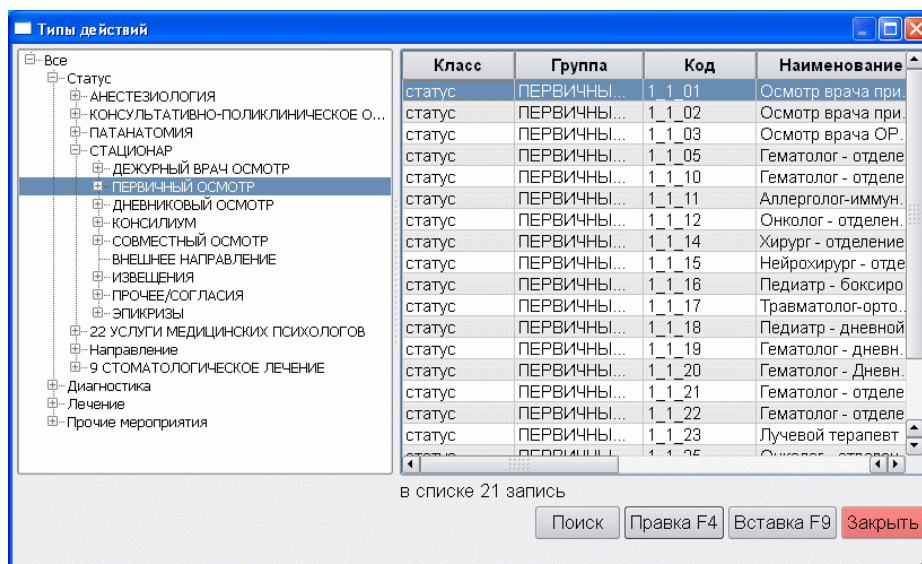 Типы действий
Все
Статус
АНЕСТЕЗИОЛОГИЯ
КОНСУЛЬТАТИВНО-ПОЛИКЛИНИЧЕСКОЕ О...
ПАТАНАТОМИЯ
СТАЦИОНАР
ДЕЖУРНЫЙ ВРАЧ ОСМОТР
ПЕРВИЧНЫЙ ОСМОТР
ДНЕВНИКОВЫЙ ОСМОТР
КОНСИЛИУМ
СОВМЕСТНЫЙ ОСМОТР
ВНЕШНЕЕ НАПРАВЛЕНИЕ
ИЗВЕЩЕНИЯ
ПРОЧЕЕ/СОГЛАСИЯ
ЭПИКРИЗЫ
22 УСЛУГИ МЕДИЦИНСКИХ ПСИХОЛОГОВ
Направление
9 СТОМАТОЛОГИЧЕСКОЕ ЛЕЧЕНИЕ
Диагностика
Лечение
Прочие мероприятия
Класс Группа Код Наименование
статус ПЕРВИЧНЫ... 1_1_01 Осмотр врача при.
статус ПЕРВИЧНЫ... 1_1_02 Осмотр врача при.
статус ПЕРВИЧНЫ... 1_1_03 Осмотр врача ОР.
статус ПЕРВИЧНЫ... 1_1_05 Гематолог - отделе
статус ПЕРВИЧНЫ... 1_1_10 Гематолог - отделе
статус ПЕРВИЧНЫ... 1_1_11 Аллерголог-иммун.
статус ПЕРВИЧНЫ... 1_1_12 Онколог - отделен.
статус ПЕРВИЧНЫ... 1_1_14 Хирург - отделение
статус ПЕРВИЧНЫ... 1_1_15 Нейрохирург - отде
статус ПЕРВИЧНЫ... 1_1_16 Педиатр - боксиро
статус ПЕРВИЧНЫ... 1_1_17 Травматолог-орто..
статус ПЕРВИЧНЫ... 1_1_18 Педиатр - дневной
статус ПЕРВИЧНЫ... 1_1_19 Гематолог - дневн.
статус ПЕРВИЧНЫ... 1_1_20 Гематолог - Дневн.
статус ПЕРВИЧНЫ... 1_1_21 Гематолог - отделе
статус ПЕРВИЧНЫ... 1_1_22 Гематолог - отделе
статус ПЕРВИЧНЫ... 1_1_23 Лучевой терапевт
в списке 21 запись
Поиск Правка F4 Вставка F9 Закрыть